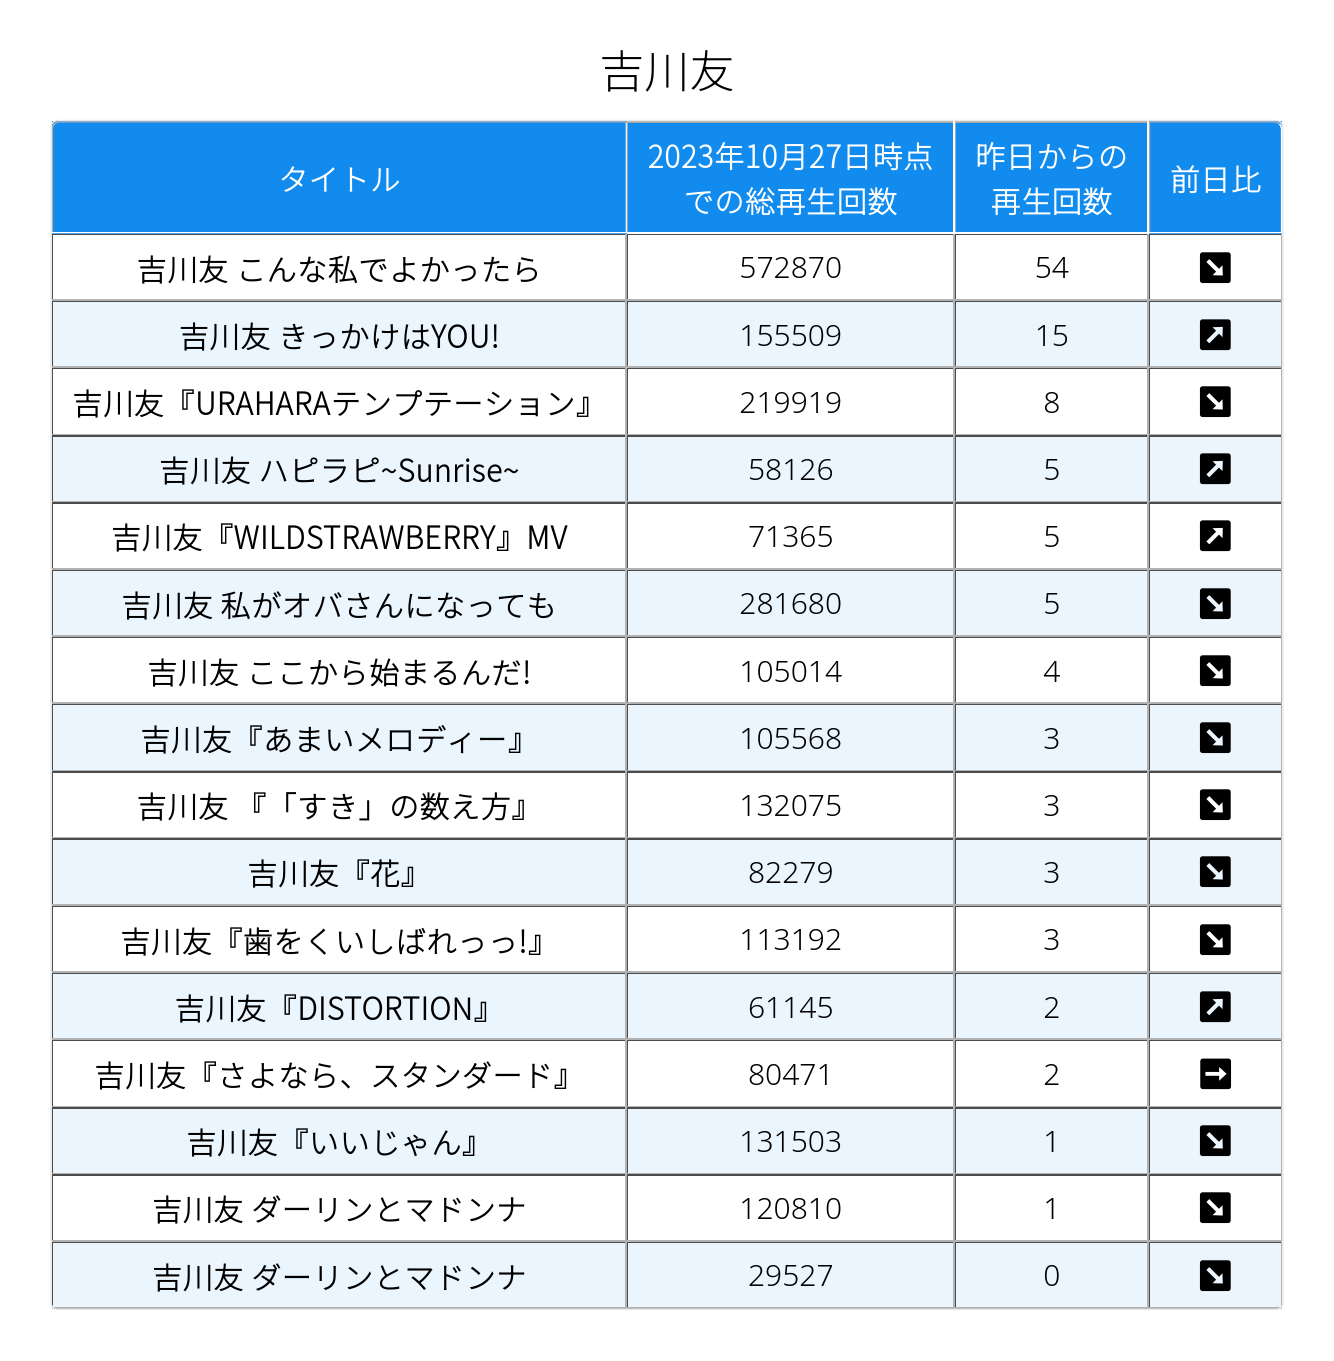 吉川友
タイトル
2023年10月27日時点
での総再生回数
昨日からの
再生回数
前日比
吉川友 こんな私でよかったら 572870 54 ↘
吉川友 きっかけはYOU! 155509 15 ↗
吉川友『URAHARAテンプテーション』 219919 8 ↘
吉川友 ハピラピ~Sunrise~ 58126 5 ↗
吉川友『WILDSTRAWBERRY』MV 71365 5 ↗
吉川友 私がオバさんになっても 281680 5 ↘
吉川友 ここから始まるんだ! 105014 4 ↘
吉川友『あまいメロディー』 105568 3 ↘
吉川友 『「すき」の数え方』 132075 3 ↘
吉川友『花』 82279 3 ↘
吉川友『歯をくいしばれっっ!』 113192 3 ↘
吉川友『DISTORTION』 61145 2 ↗
吉川友『さよなら、スタンダード』 80471 2 →
吉川友『いいじゃん』 131503 1 ↘
吉川友 ダーリンとマドンナ 120810 1 ↘
吉川友 ダーリンとマドンナ 29527 0 ↘